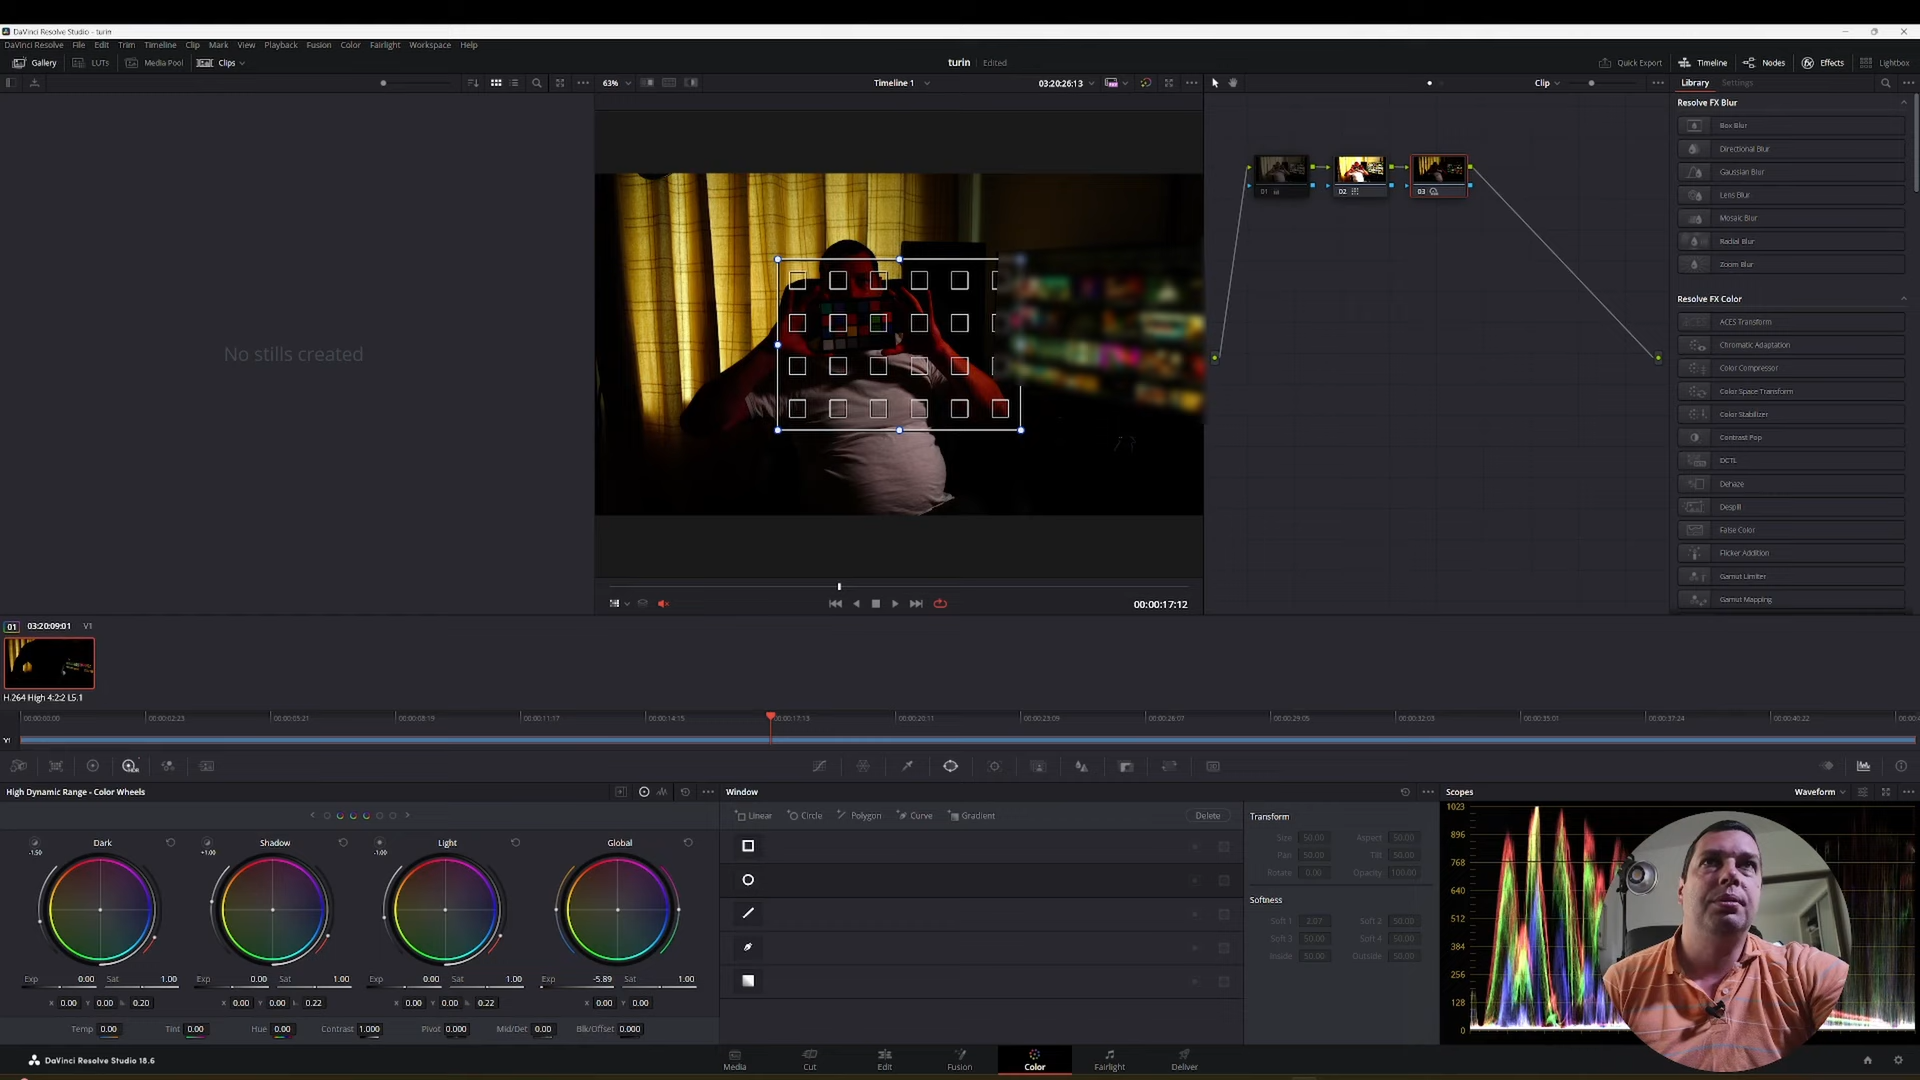 DaVinci Resolve Studio - turin
DaVinci Resolve File Edit Trim Timeline Clip Mark View Playback Fusion Color Fairlight Workspace Help
Gallery LUTs Media Pool Clips turin Edited Quick Export Timeline Nodes Effects Lightbox
63% Timeline 1 03:20:26:13 Clip Library Settings
Resolve FX Blur
Box Blur
Directional Blur
Gaussian Blur
Lens Blur
Mosaic Blur
Radial Blur
Zoom Blur
01 02 03
Resolve FX Color
ACES Transform
Chromatic Adaptation
Color Compressor
Color Space Transform
Color Stabilizer
Contrast Pop
DCTL
Dehaze
Despill
False Color
Flicker Addition
Gamut Limiter
Gamut Mapping
No stills created
00:00:17:12
01 03:20:09:01 V1
H.264 High 4:2:2 L5.1
00:00:00:00 00:00:02:23 00:00:05:21 00:00:08:19 00:00:11:17 00:00:14:15 00:00:17:13 00:00:20:11 00:00:23:09 00:00:26:07 00:00:29:05 00:00:32:03 00:00:35:01 00:00:37:24 00:00:40:22
V1
High Dynamic Range - Color Wheels Window Scopes Waveform
Linear Circle Polygon Curve Gradient Delete
Dark Shadow Light Global
-1.50 +1.00 -1.00
Exp 0.00 Sat 1.00 Exp 0.00 Sat 1.00 Exp 0.00 Sat 1.00 Exp -5.89 Sat 1.00
X 0.00 Y 0.00 0.20 X 0.00 Y 0.00 0.22 X 0.00 Y 0.00 0.22 X 0.00 Y 0.00
Temp 0.00 Tint 0.00 Hue 0.00 Contrast 1.000 Pivot 0.000 Mid/Det 0.00 Blk/Offset 0.000
Transform
Size 50.00 Aspect 50.00
Pan 50.00 Tilt 50.00
Rotate 0.00 Opacity 100.00
Softness
Soft 1 2.07 Soft 2 50.00
Soft 3 50.00 Soft 4 50.00
Inside 50.00 Outside 50.00
1023
896
768
640
512
384
256
128
0
DaVinci Resolve Studio 18.6
Media Cut Edit Fusion Color Fairlight Deliver